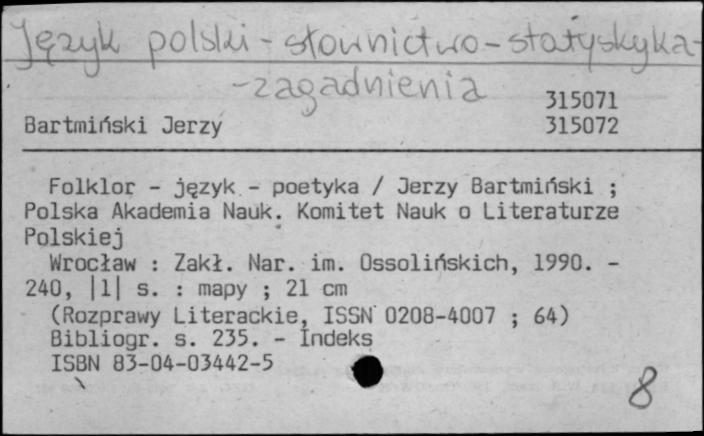 Język polski - słownictwo - statyskyka -
- zagadnienia
315071
Bartmiński Jerzy 315072
Folklor - język - poetyka / Jerzy Bartmiński ;
Polska Akademia Nauk. Komitet Nauk o Literaturze
Polskiej
Wrocław : Zakł. Nar. im. Ossolińskich, 1990. -
240, |1| s. : mapy ; 21 cm
(Rozprawy Literackie, ISSN 0208-4007 ; 64)
Bibliogr. s. 235. - Indeks
ISBN 83-04-03442-5
8